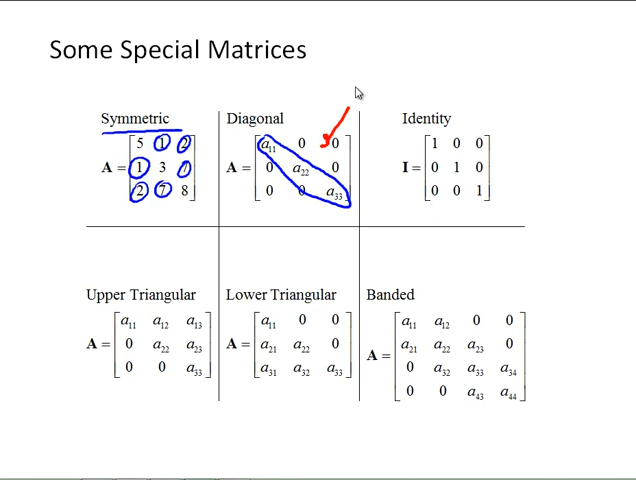 Some Special Matrices
Symmetric
5 1 2
A = 1 3 7
2 7 8
Diagonal
a11 0 0
A = 0 a22 0
0 0 a33
Identity
1 0 0
I = 0 1 0
0 0 1
Upper Triangular
a11 a12 a13
A = 0 a22 a23
0 0 a33
Lower Triangular
a11 0 0
A = a21 a22 0
a31 a32 a33
Banded
a11 a12 0 0
a21 a22 a23 0
A =
0 a32 a33 a34
0 0 a43 a44